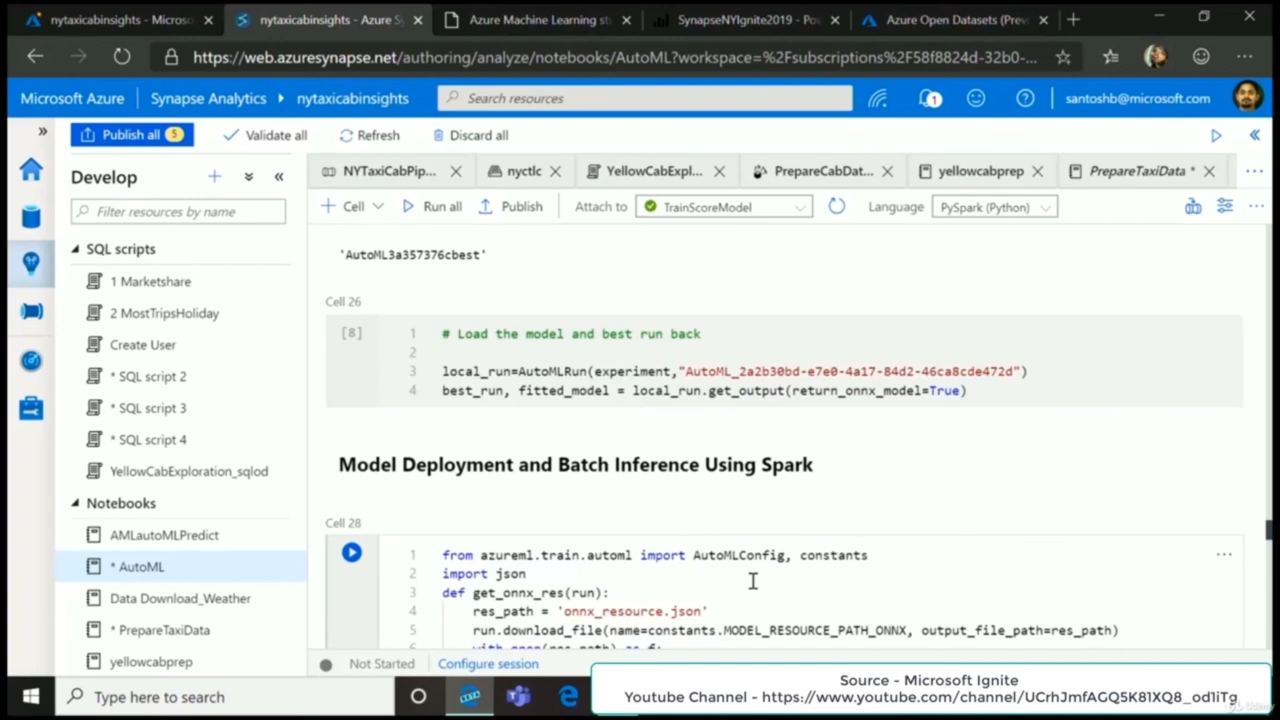 nytaxicabinsights - Microso
nytaxicabinsights - Azure Sy
Azure Machine Learning st
SynapseNYIgnite2019 - Po
Azure Open Datasets (Prev
https://web.azuresynapse.net/authoring/analyze/notebooks/AutoML?workspace=%2Fsubscriptions%2F58f8824d-32b0-...
Microsoft Azure
Synapse Analytics
nytaxicabinsights
Search resources
1
santoshb@microsoft.com
Publish all 5
Validate all
Refresh
Discard all
Develop
Filter resources by name
SQL scripts
1 Marketshare
2 MostTripsHoliday
Create User
* SQL script 2
* SQL script 3
* SQL script 4
YellowCabExploration_sqlod
Notebooks
AMLautoMLPredict
* AutoML
Data Download_Weather
* PrepareTaxiData
yellowcabprep
NYTaxiCabPip...
nyctlc
YellowCabExpl...
PrepareCabDat...
yellowcabprep
PrepareTaxiData *
Cell
Run all
Publish
Attach to
TrainScoreModel
Language
PySpark (Python)
'AutoML3a357376cbest'
Cell 26
[8]
1 # Load the model and best run back
2
3 local_run=AutoMLRun(experiment,"AutoML_2a2b30bd-e7e0-4a17-84d2-46ca8cde472d")
4 best_run, fitted_model = local_run.get_output(return_onnx_model=True)
Model Deployment and Batch Inference Using Spark
Cell 28
1 from azureml.train.automl import AutoMLConfig, constants
2 import json
3 def get_onnx_res(run):
4 res_path = 'onnx_resource.json'
5 run.download_file(name=constants.MODEL_RESOURCE_PATH_ONNX, output_file_path=res_path)
with open(res_path) as f:
Not Started
Configure session
Type here to search
Source - Microsoft Ignite
Youtube Channel - https://www.youtube.com/channel/UCrhJmfAGQ5K81XQ8_od1iTg